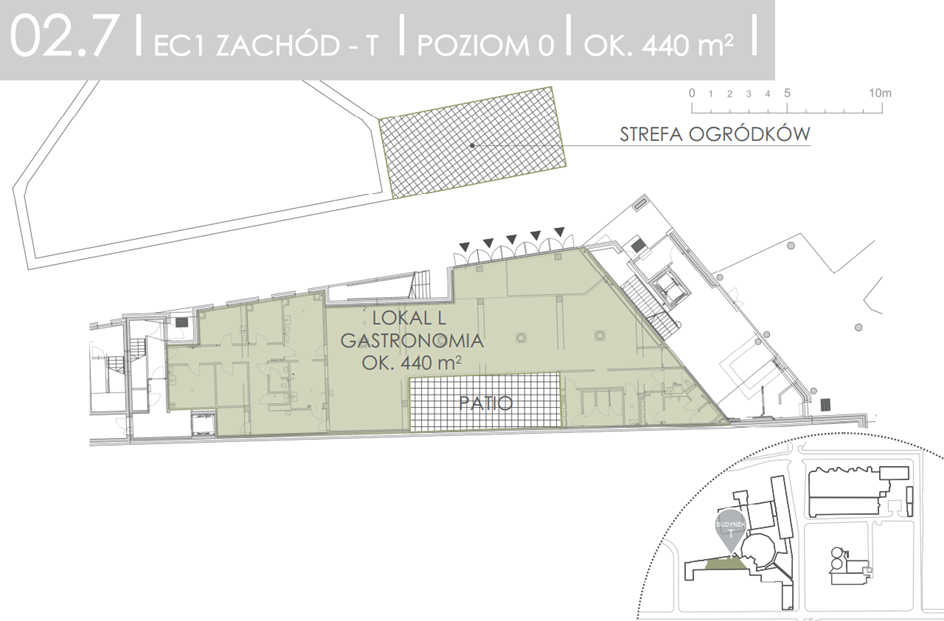 02.7 | EC1 ZACHÓD - T | POZIOM 0 | OK. 440 m² |
0 1 2 3 4 5 10m
STREFA OGRÓDKÓW
LOKAL L
GASTRONOMIA
OK. 440 m²
PATIO
BUDYNEK
T